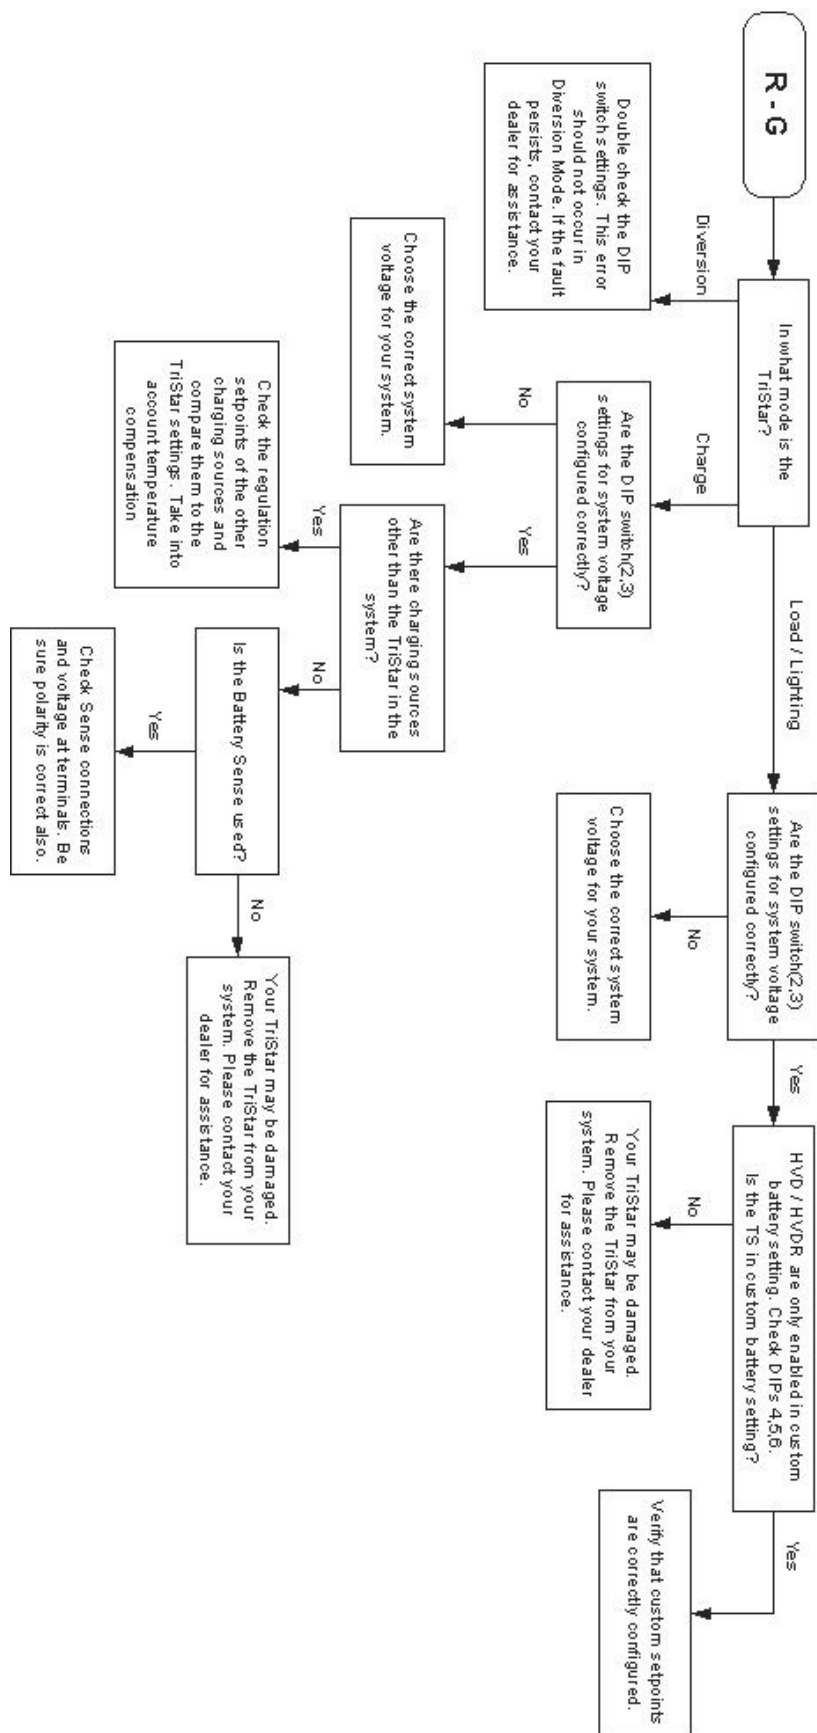 R - G
In what mode is the
TriStar?
Diversion
Double check the DIP
switch settings. This error
should not occur in
Diversion Mode. If the fault
persists, contact your
dealer for assistance.
Charge
Are the DIP switch(2,3)
settings for system voltage
configured correctly?
No
Choose the correct system
voltage for your system.
Yes
Are there charging sources
other than the TriStar in the
system?
Yes
Check the regulation
setpoints of the other
charging sources and
compare them to the
TriStar settings. Take into
account temperature
compensation
No
Is the Battery Sense used?
Yes
Check Sense connections
and voltage at terminals. Be
sure polarity is correct also.
No
Your TriStar may be damaged.
Remove the TriStar from your
system. Please contact your
dealer for assistance.
Load / Lighting
Are the DIP switch(2,3)
settings for system voltage
configured correctly?
No
Choose the correct system
voltage for your system.
Yes
HVD / HVDR are only enabled in custom
battery setting. Check DIPs 4,5,6.
Is the TS in custom battery setting?
No
Your TriStar may be damaged.
Remove the TriStar from your
system. Please contact your dealer
for assistance.
Yes
Verify that custom setpoints
are correctly configured.